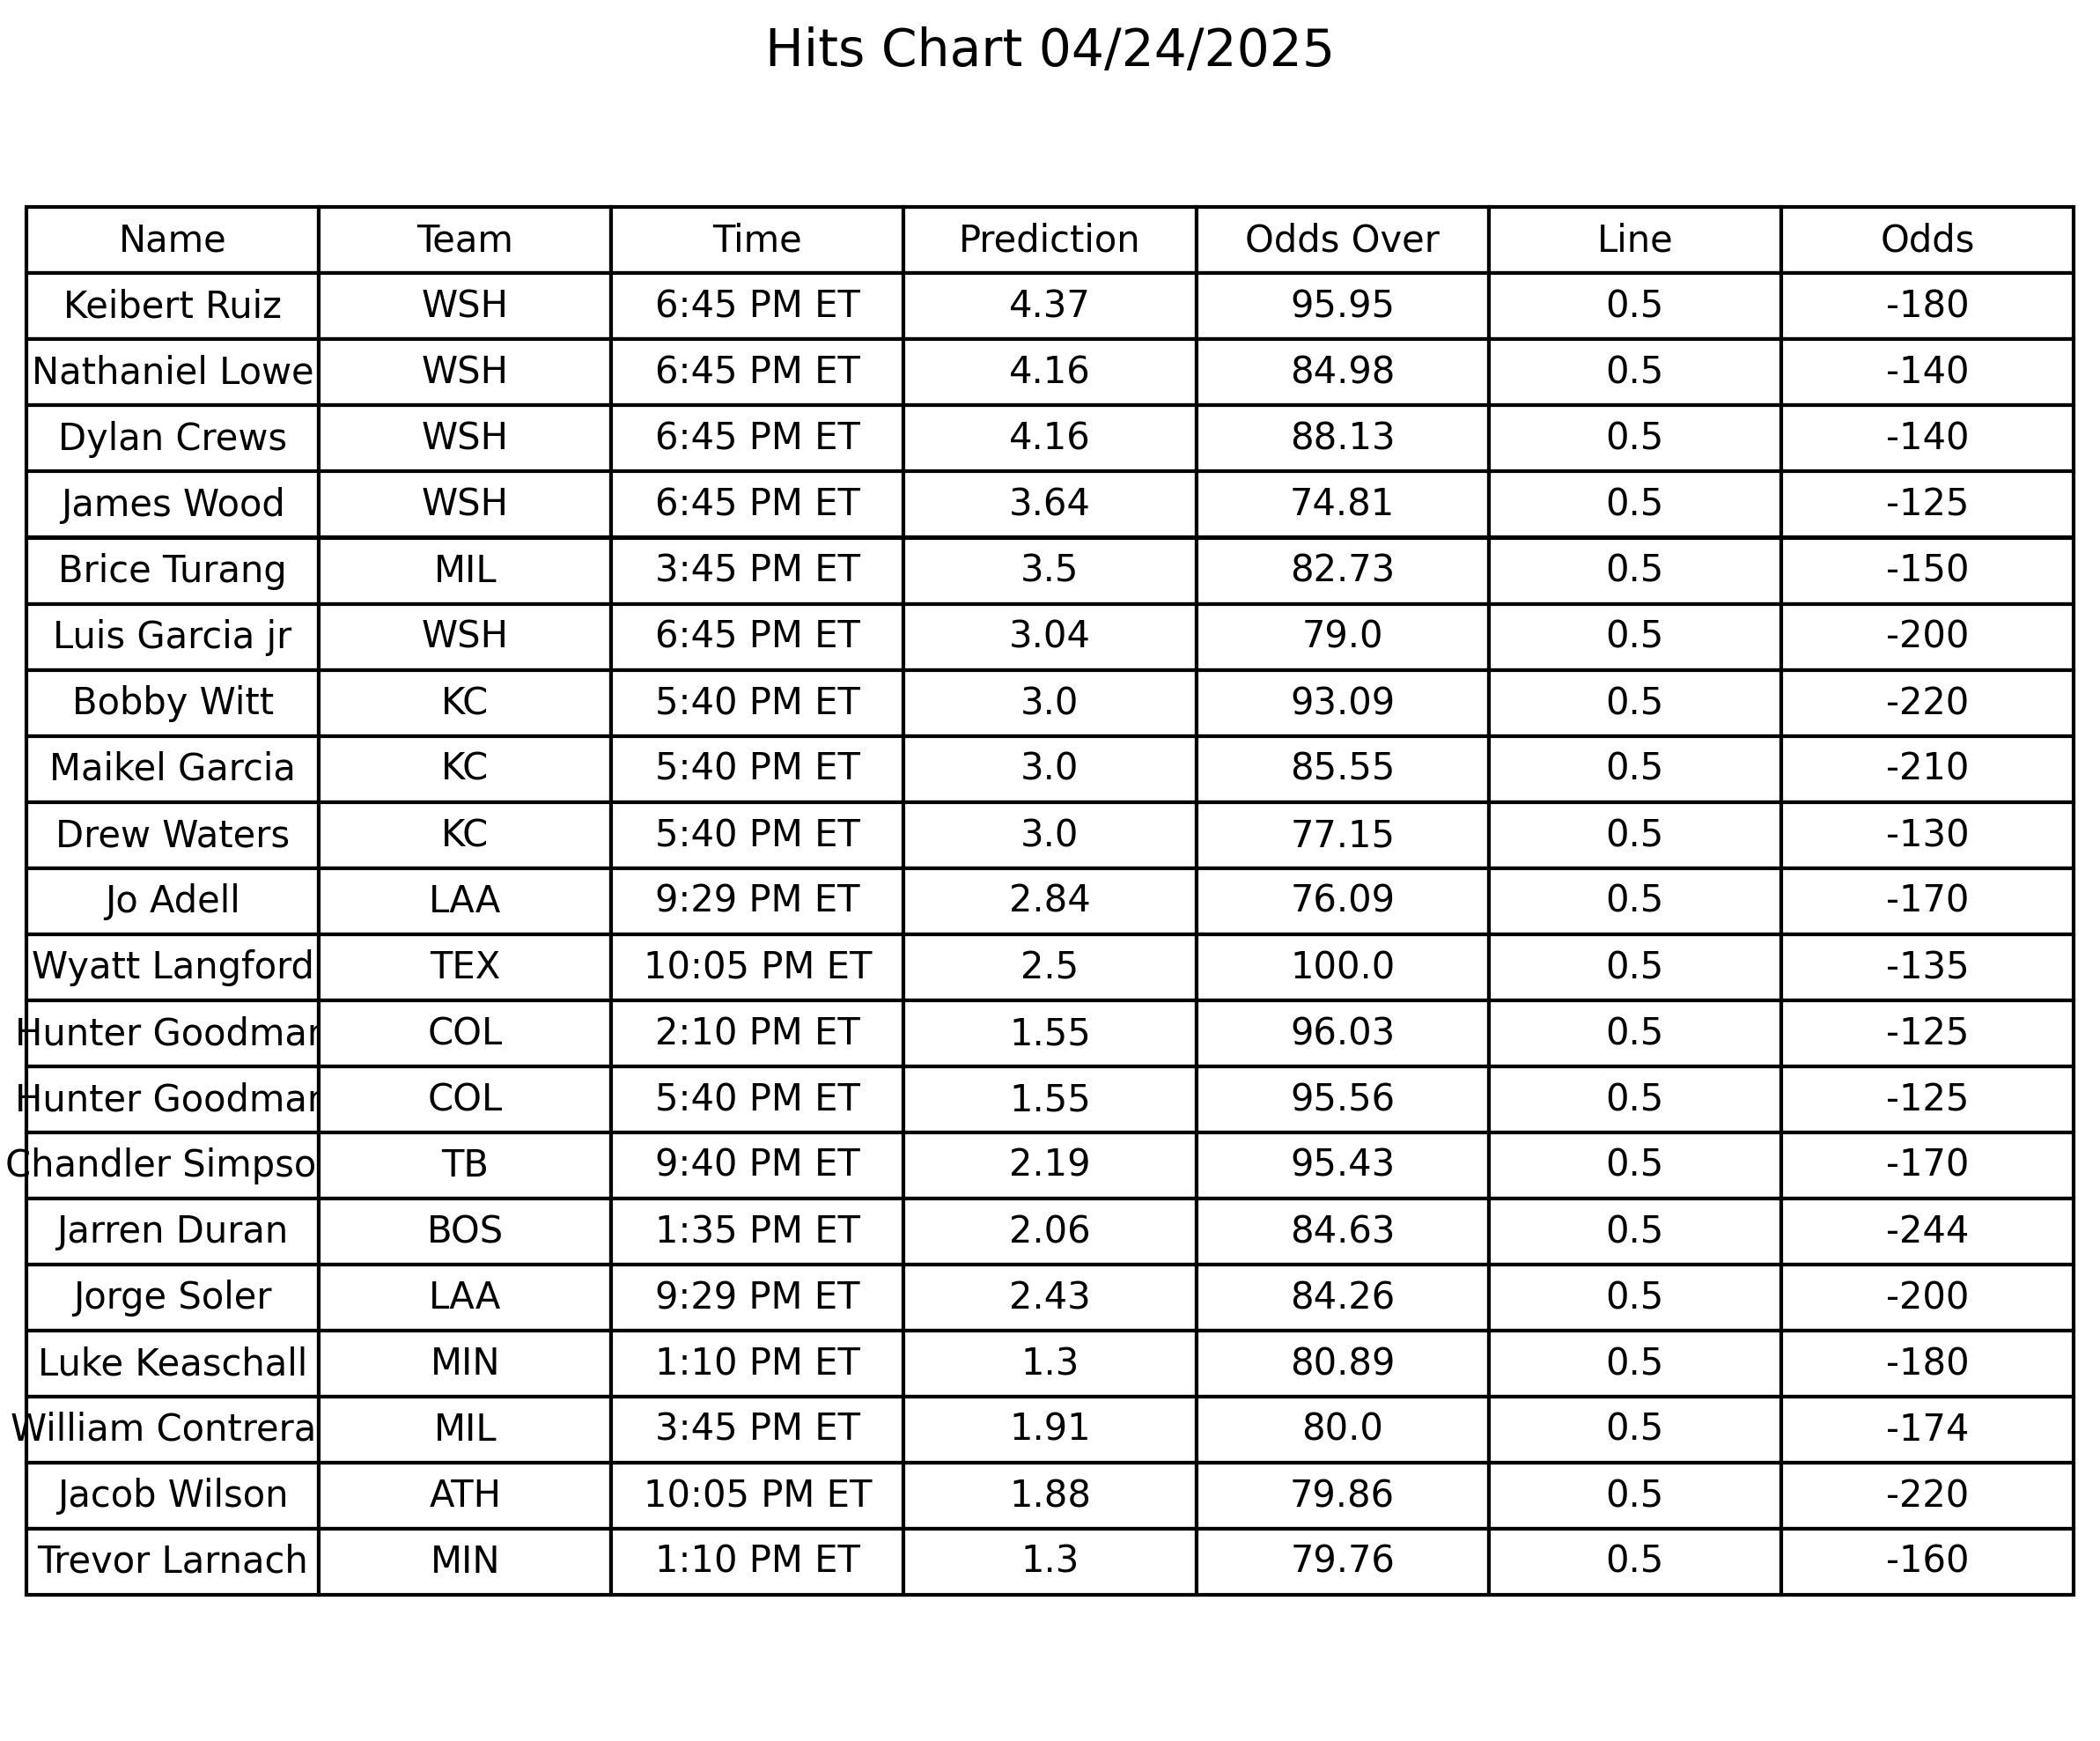 Hits Chart 04/24/2025
Name Team Time Prediction Odds Over Line Odds
Keibert Ruiz WSH 6:45 PM ET 4.37 95.95 0.5 -180
Nathaniel Lowe WSH 6:45 PM ET 4.16 84.98 0.5 -140
Dylan Crews WSH 6:45 PM ET 4.16 88.13 0.5 -140
James Wood WSH 6:45 PM ET 3.64 74.81 0.5 -125
Brice Turang MIL 3:45 PM ET 3.5 82.73 0.5 -150
Luis Garcia jr WSH 6:45 PM ET 3.04 79.0 0.5 -200
Bobby Witt KC 5:40 PM ET 3.0 93.09 0.5 -220
Maikel Garcia KC 5:40 PM ET 3.0 85.55 0.5 -210
Drew Waters KC 5:40 PM ET 3.0 77.15 0.5 -130
Jo Adell LAA 9:29 PM ET 2.84 76.09 0.5 -170
Wyatt Langford TEX 10:05 PM ET 2.5 100.0 0.5 -135
Hunter Goodman COL 2:10 PM ET 1.55 96.03 0.5 -125
Hunter Goodman COL 5:40 PM ET 1.55 95.56 0.5 -125
Chandler Simpso TB 9:40 PM ET 2.19 95.43 0.5 -170
Jarren Duran BOS 1:35 PM ET 2.06 84.63 0.5 -244
Jorge Soler LAA 9:29 PM ET 2.43 84.26 0.5 -200
Luke Keaschall MIN 1:10 PM ET 1.3 80.89 0.5 -180
William Contrera MIL 3:45 PM ET 1.91 80.0 0.5 -174
Jacob Wilson ATH 10:05 PM ET 1.88 79.86 0.5 -220
Trevor Larnach MIN 1:10 PM ET 1.3 79.76 0.5 -160